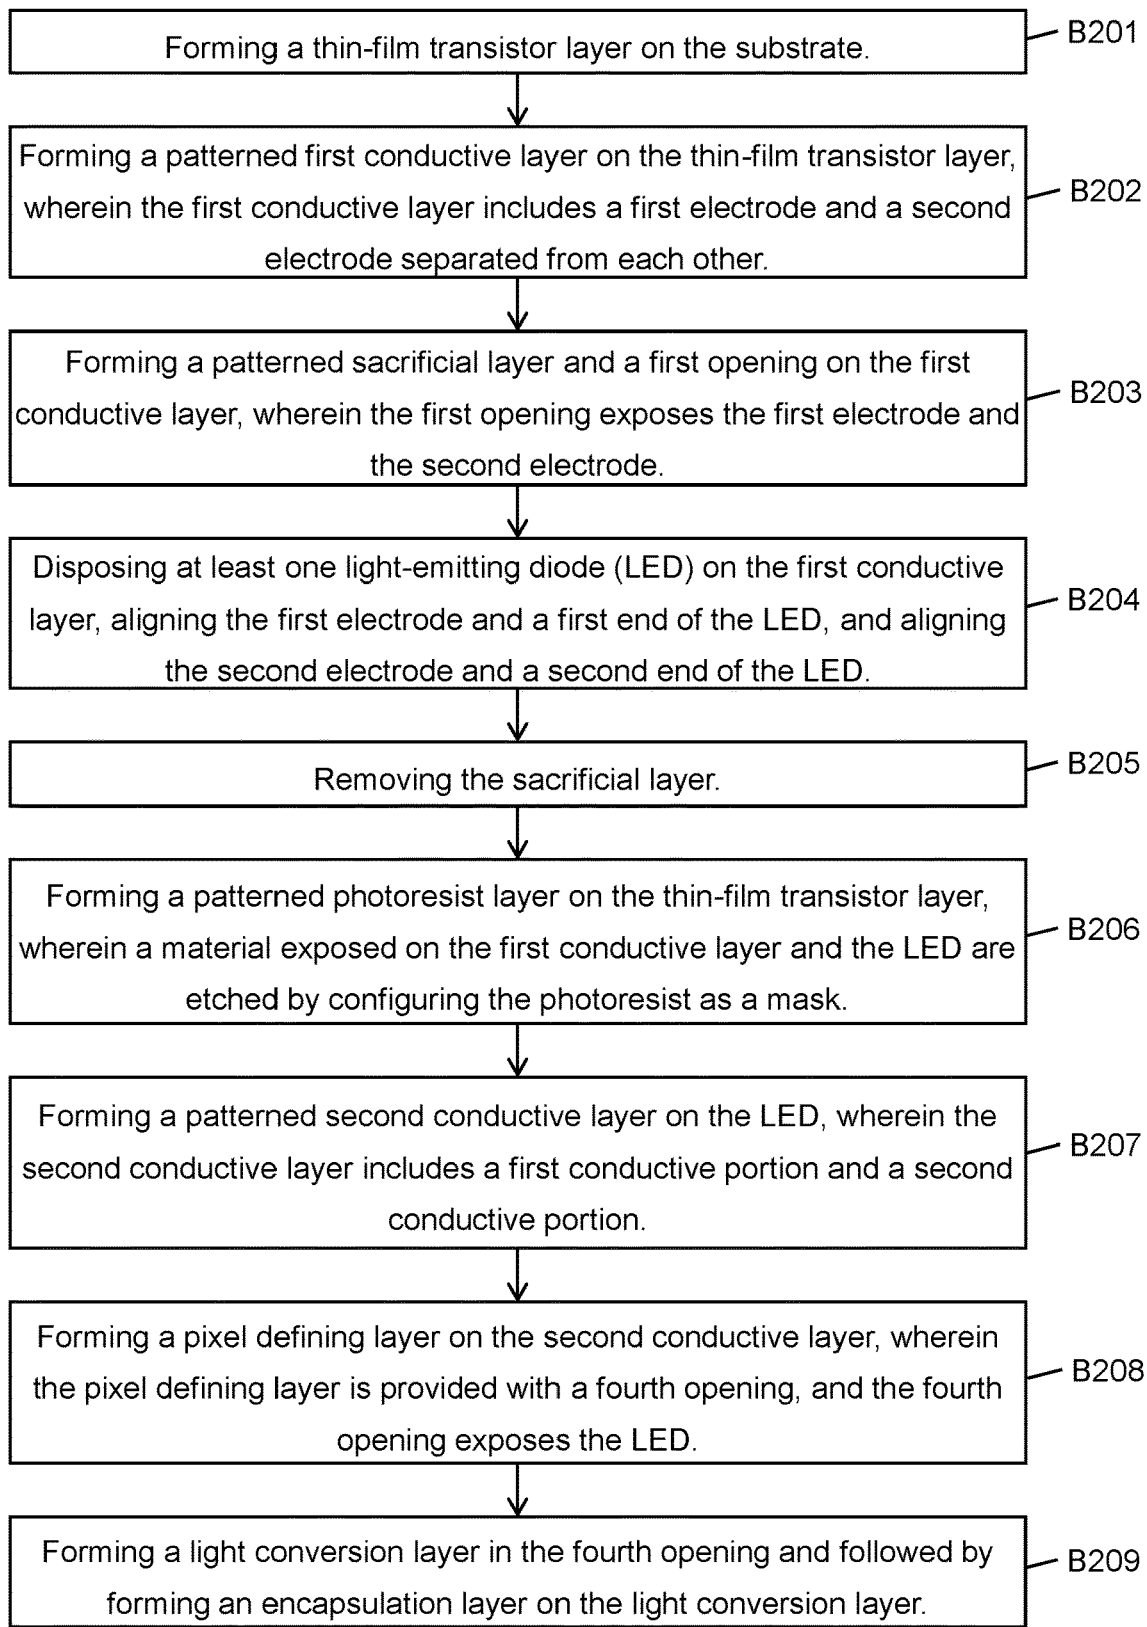 Forming a thin-film transistor layer on the substrate.
B201
Forming a patterned first conductive layer on the thin-film transistor layer,
wherein the first conductive layer includes a first electrode and a second
electrode separated from each other.
B202
Forming a patterned sacrificial layer and a first opening on the first
conductive layer, wherein the first opening exposes the first electrode and
the second electrode.
B203
Disposing at least one light-emitting diode (LED) on the first conductive
layer, aligning the first electrode and a first end of the LED, and aligning
the second electrode and a second end of the LED.
B204
Removing the sacrificial layer.
B205
Forming a patterned photoresist layer on the thin-film transistor layer,
wherein a material exposed on the first conductive layer and the LED are
etched by configuring the photoresist as a mask.
B206
Forming a patterned second conductive layer on the LED, wherein the
second conductive layer includes a first conductive portion and a second
conductive portion.
B207
Forming a pixel defining layer on the second conductive layer, wherein
the pixel defining layer is provided with a fourth opening, and the fourth
opening exposes the LED.
B208
Forming a light conversion layer in the fourth opening and followed by
forming an encapsulation layer on the light conversion layer.
B209